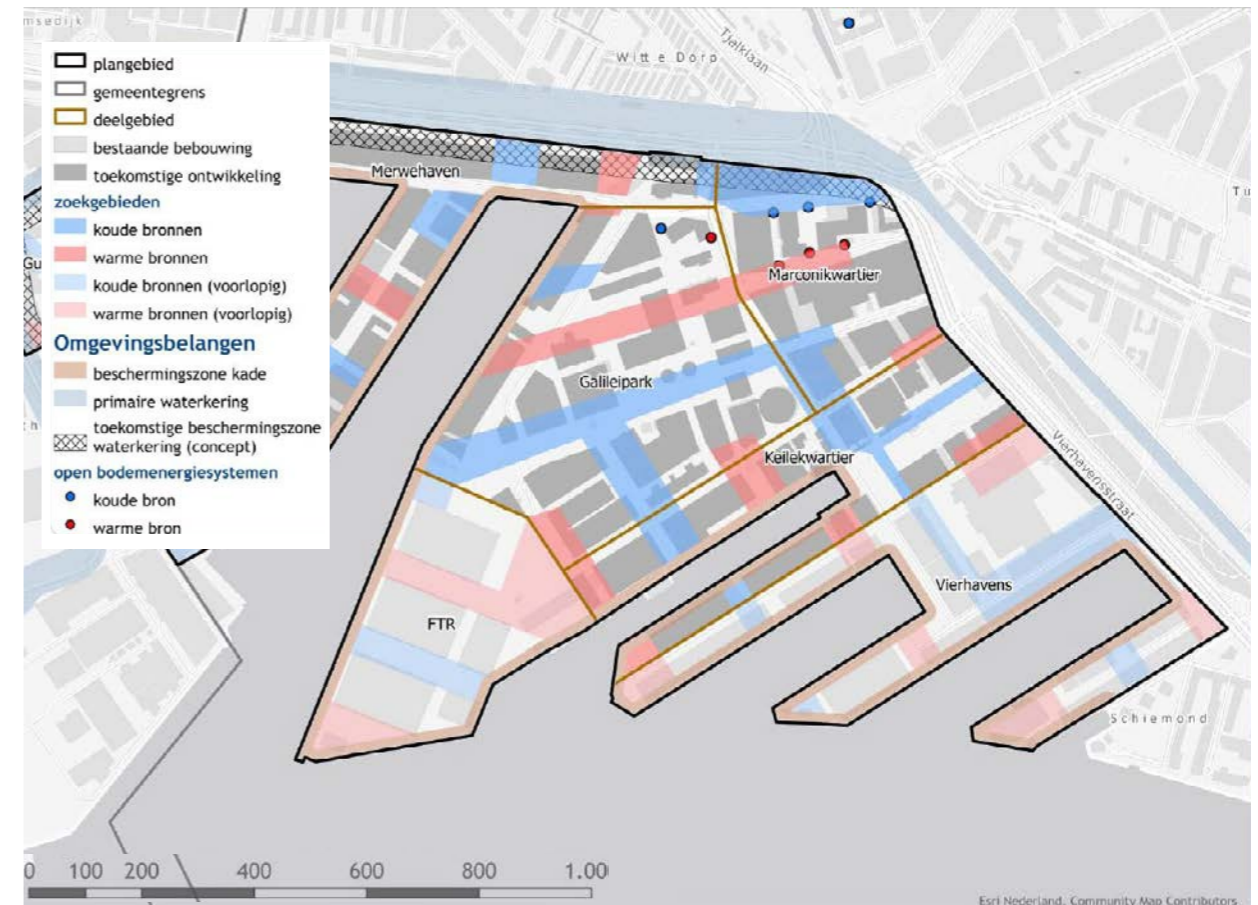 msedijk
plangebied
gemeentegrens
deelgebied
bestaande bebouwing
toekomstige ontwikkeling
zoekgebieden
koude bronnen
warme bronnen
koude bronnen (voorlopig)
warme bronnen (voorlopig)
Omgevingsbelangen
beschermingszone kade
primaire waterkering
toekomstige beschermingszone
waterkering (concept)
open bodemenergiesystemen
koude bron
warme bron
Witte Dorp
Tjalklaan
Tu
Merwehaven
Gu
Marconikwartier
Galileipark
Keilekwartier
Vierhavensstraat
Vierhavens
FTR
Schiemond
0 100 200 400 600 800 1.00
Esri Nederland, Community Map Contributors